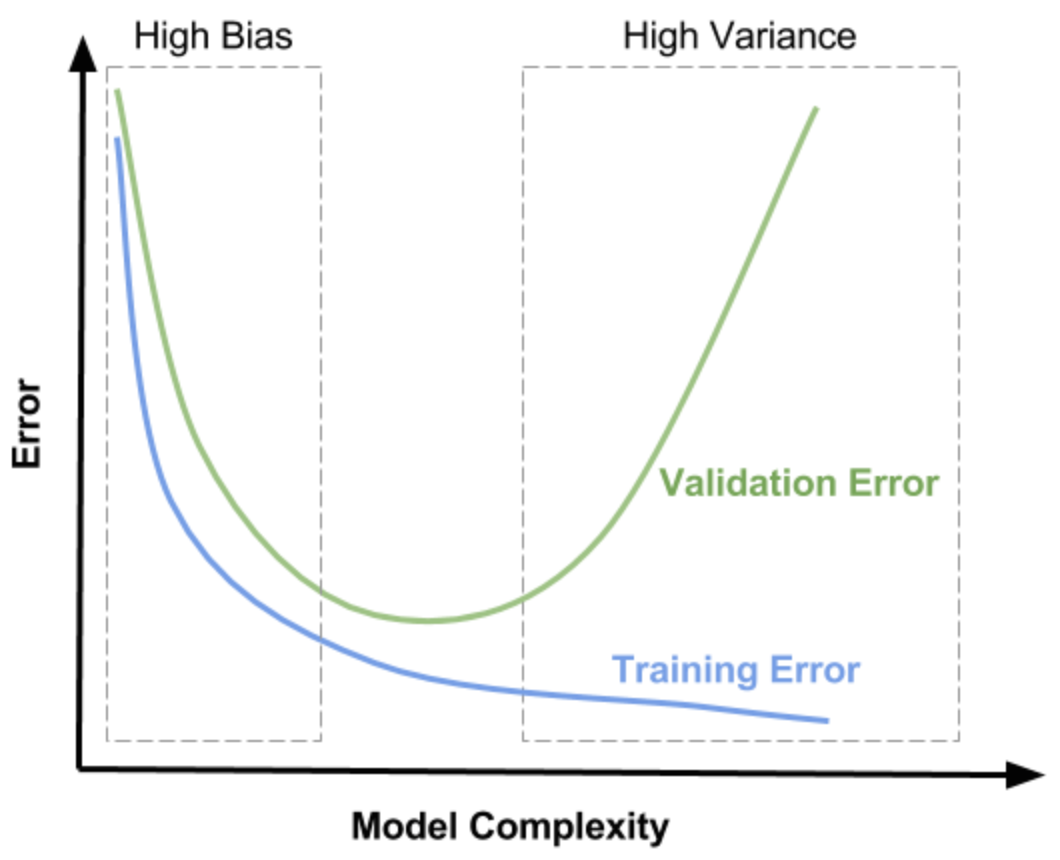 High Bias
High Variance
Error
Validation Error
Training Error
Model Complexity